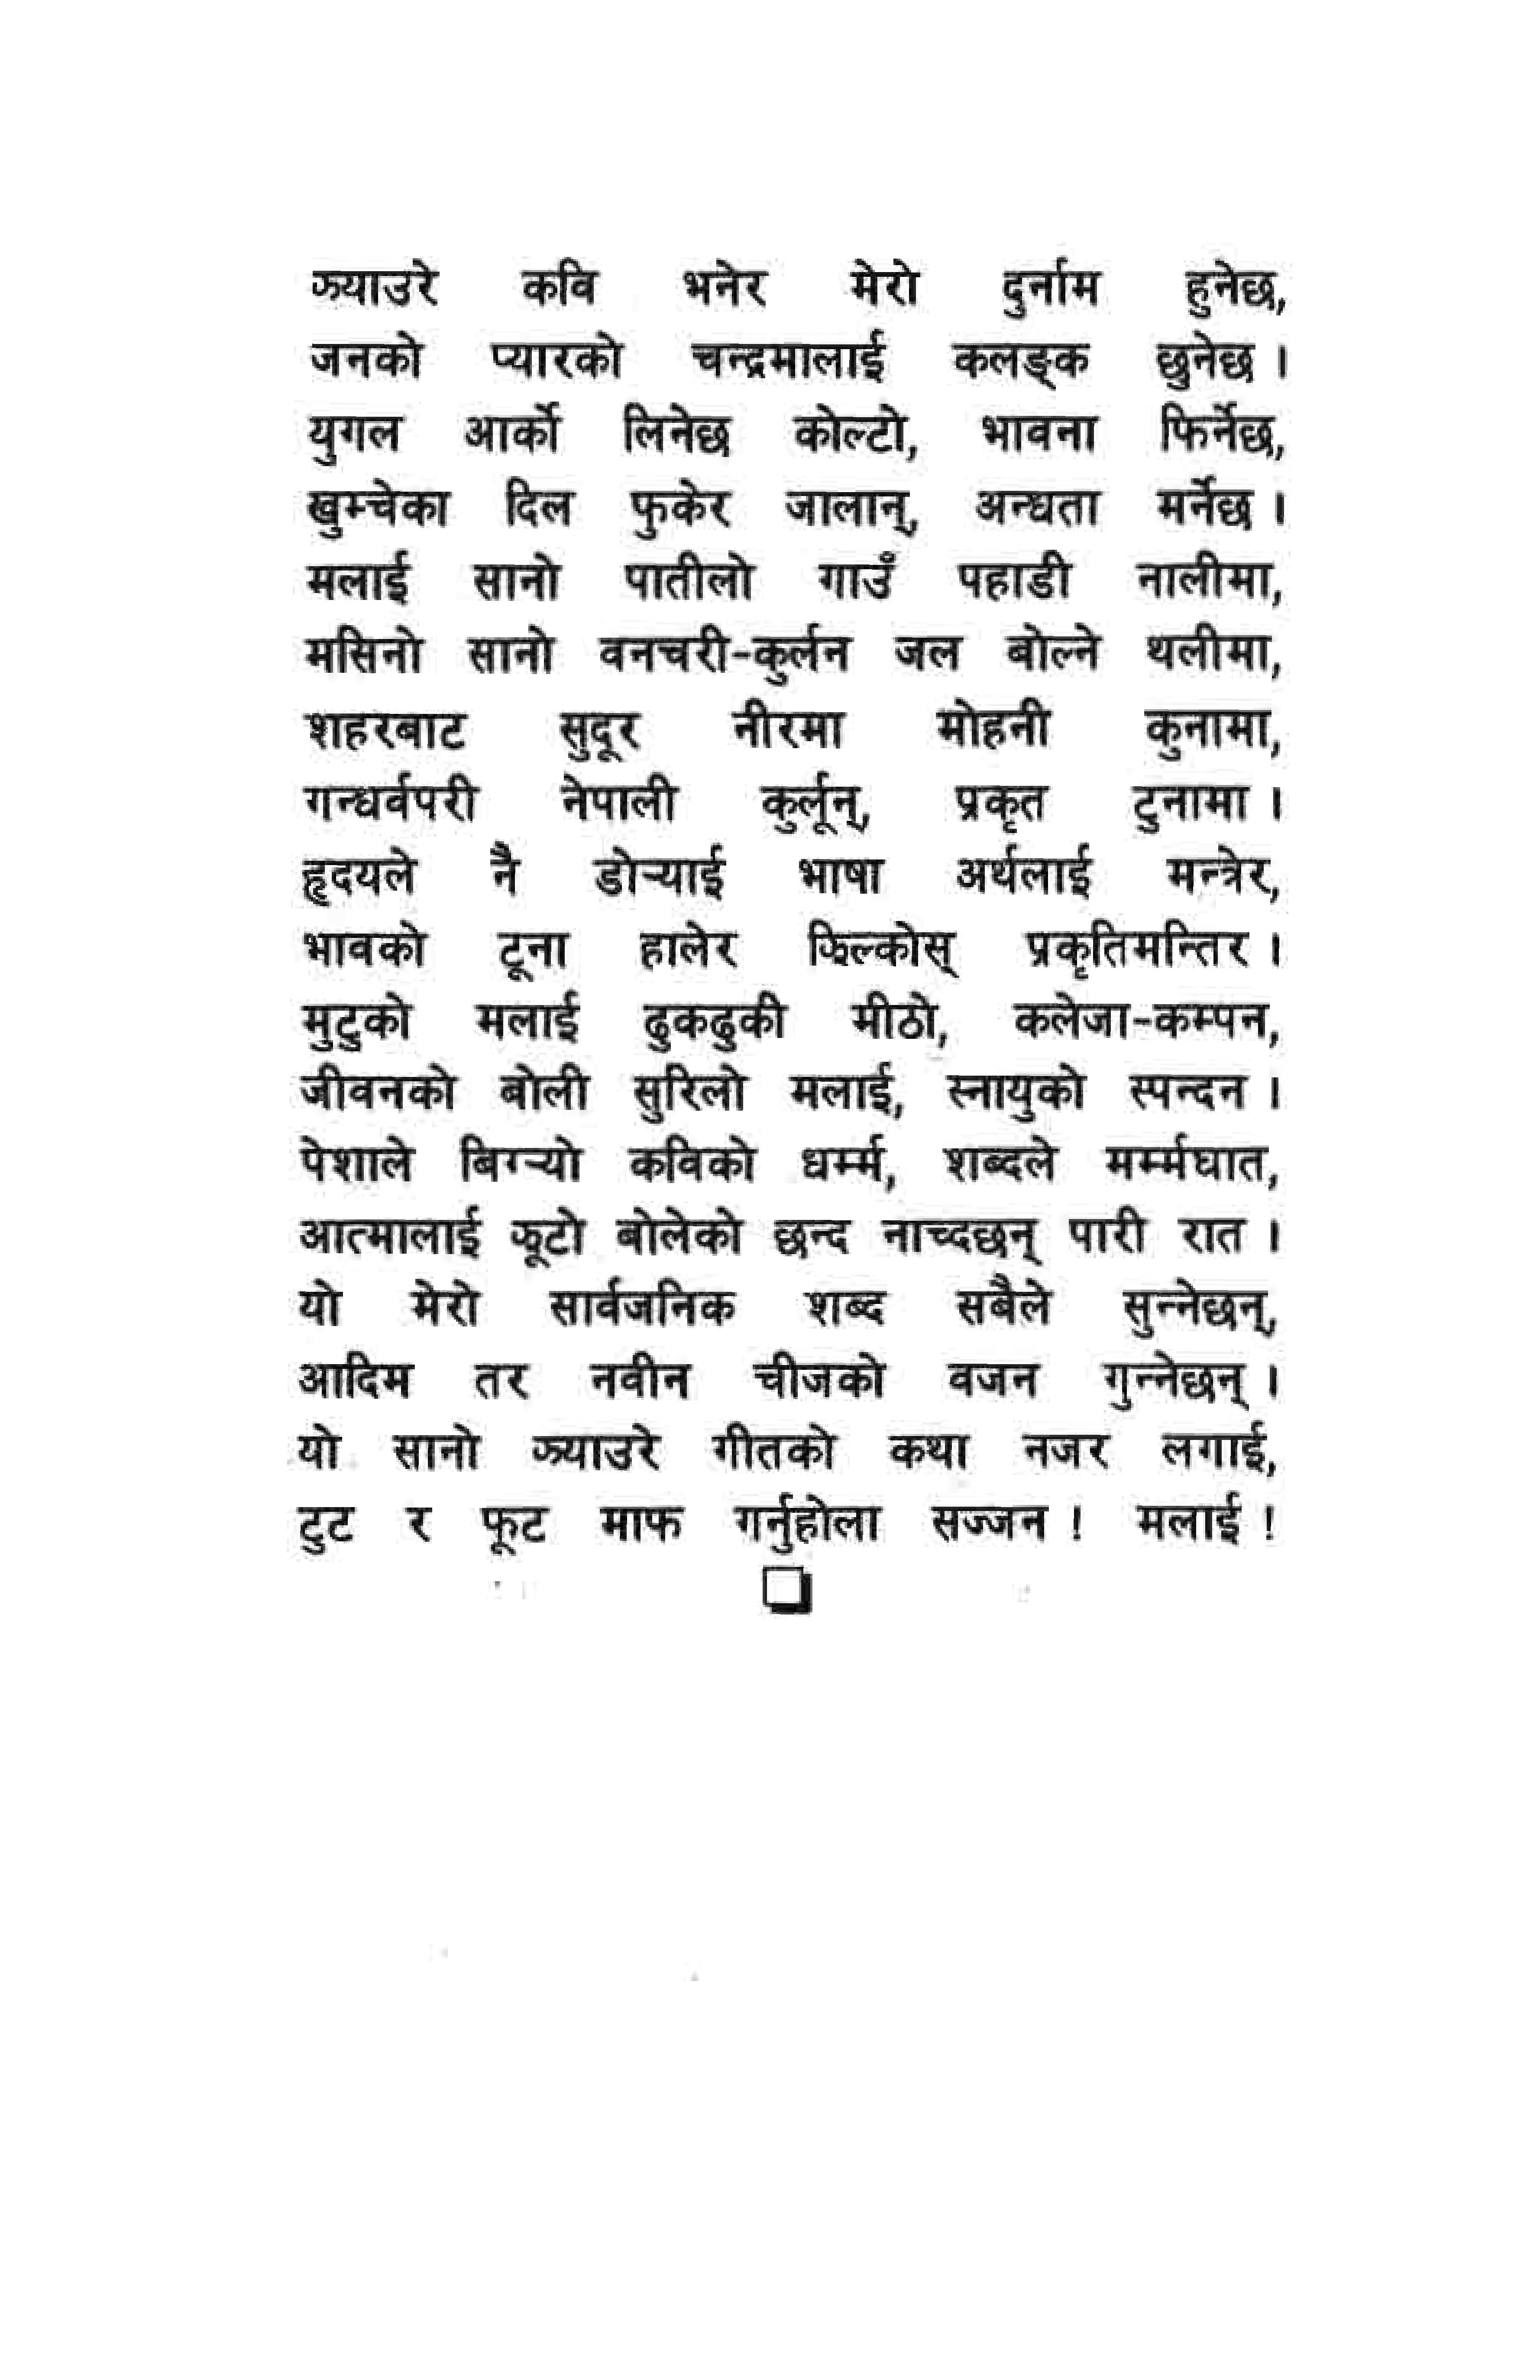 झ्याउरे कवि भनेर मेरो दुर्नाम हुनेछ,
जनको प्यारको चन्द्रमालाई कलङ्क छुनेछ ।
युगल आर्को लिनेछ कोल्टो, भावना फिर्नेछ,
खुम्चेका दिल फुकेर जालान्, अन्धता मर्नेछ ।
मलाई सानो पातीलो गाउँ पहाडी नालीमा,
मसिनो सानो वनचरी-कुर्लन जल बोल्ने थलीमा,
शहरबाट सुदूर नीरमा मोहनी कुनामा,
गन्धर्वपरी नेपाली कुर्लून्, प्रकृत टुनामा ।
हृदयले नै डोऱ्याई भाषा अर्थलाई मन्त्रेर,
भावको टूना हालेर झिल्कोस् प्रकृतिमन्तिर ।
मुटुको मलाई ढुकढुकी मीठो, कलेजा-कम्पन,
जीवनको बोली सुरिलो मलाई, स्नायुको स्पन्दन ।
पेशाले बिग्ऱ्यो कविको धर्म्म, शब्दले मर्म्मघात,
आत्मालाई झूटो बोलेको छन्द नाच्दछन् पारी रात ।
यो मेरो सार्वजनिक शब्द सबैले सुन्नेछन्,
आदिम तर नवीन चीजको वजन गुन्नेछन् ।
यो सानो झ्याउरे गीतको कथा नजर लगाई,
टुट र फूट माफ गर्नुहोला सज्जन ! मलाई !